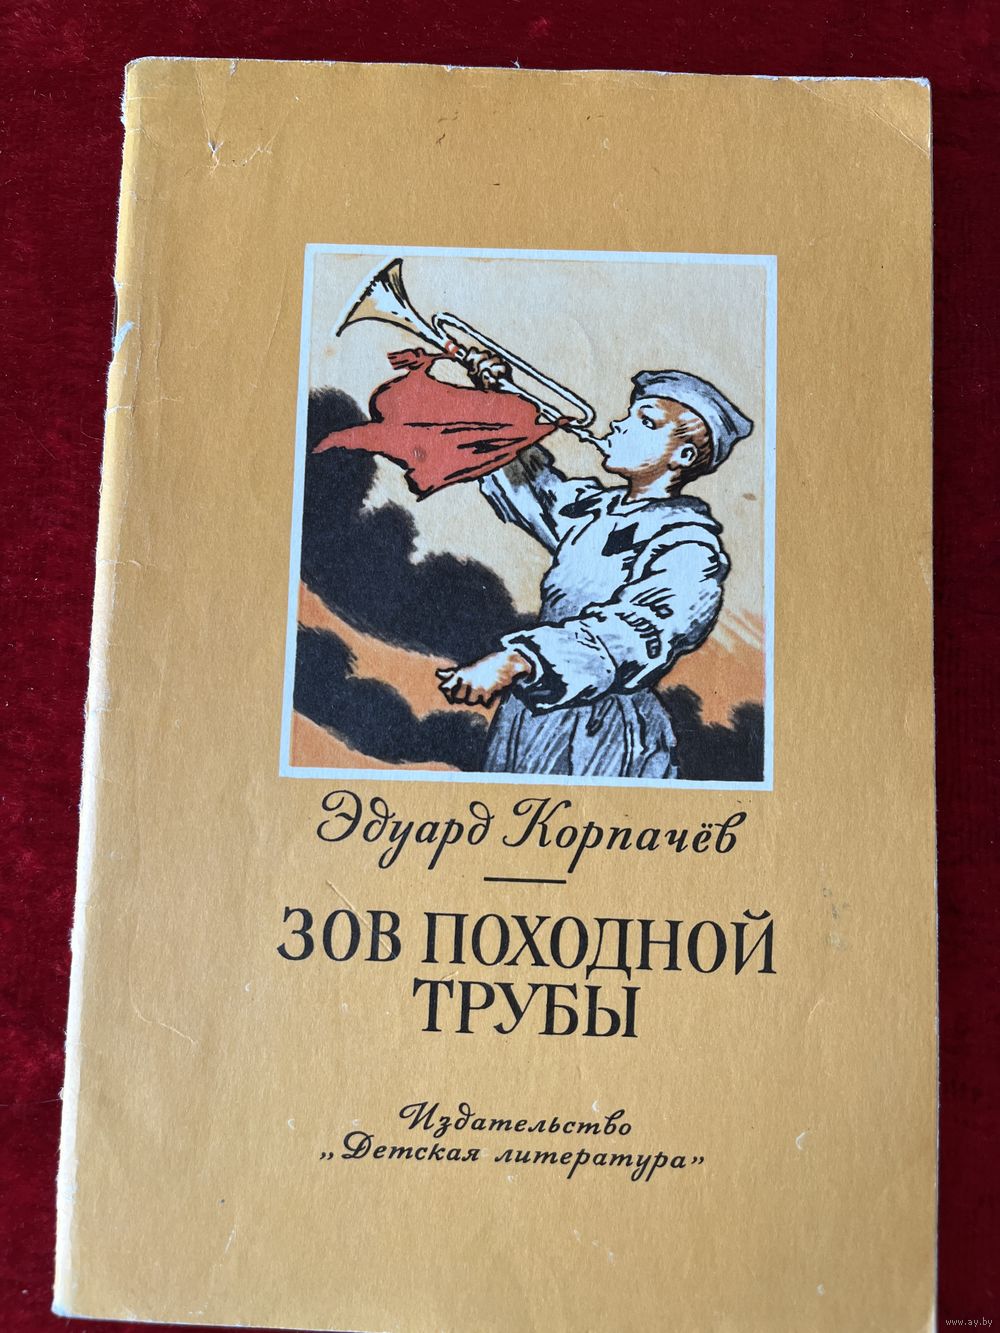 Эдуард Корпачёв
ЗОВ ПОХОДНОЙ
ТРУБЫ
Издательство
„Детская литература”
www.ay.by